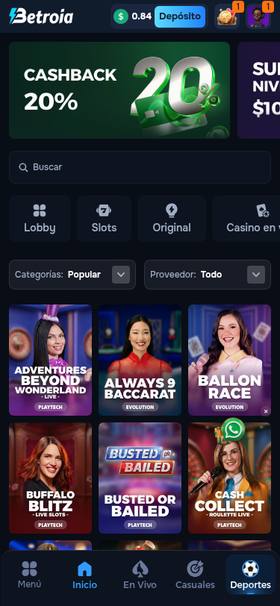 Betroia
$ 0.84 Depósito
1
1
CASHBACK
20%
20
SU
NIV
$10
Buscar
Lobby
Slots
Original
Casino en v
Categorías: Popular
Proveedor: Todo
ADVENTURES
BEYOND
WONDERLAND
- LIVE -
PLAYTECH
ALWAYS 9
BACCARAT
EVOLUTION
BALLON
RACE
EVOLUTION
BUFFALO
BLITZ
- LIVE SLOTS -
PLAYTECH
BUSTED
OR
BAILED
BUSTED OR
BAILED
PLAYTECH
CASH
COLLECT
- ROULETTE LIVE -
PLAYTECH
Menú
Inicio
En Vivo
Casuales
Deportes